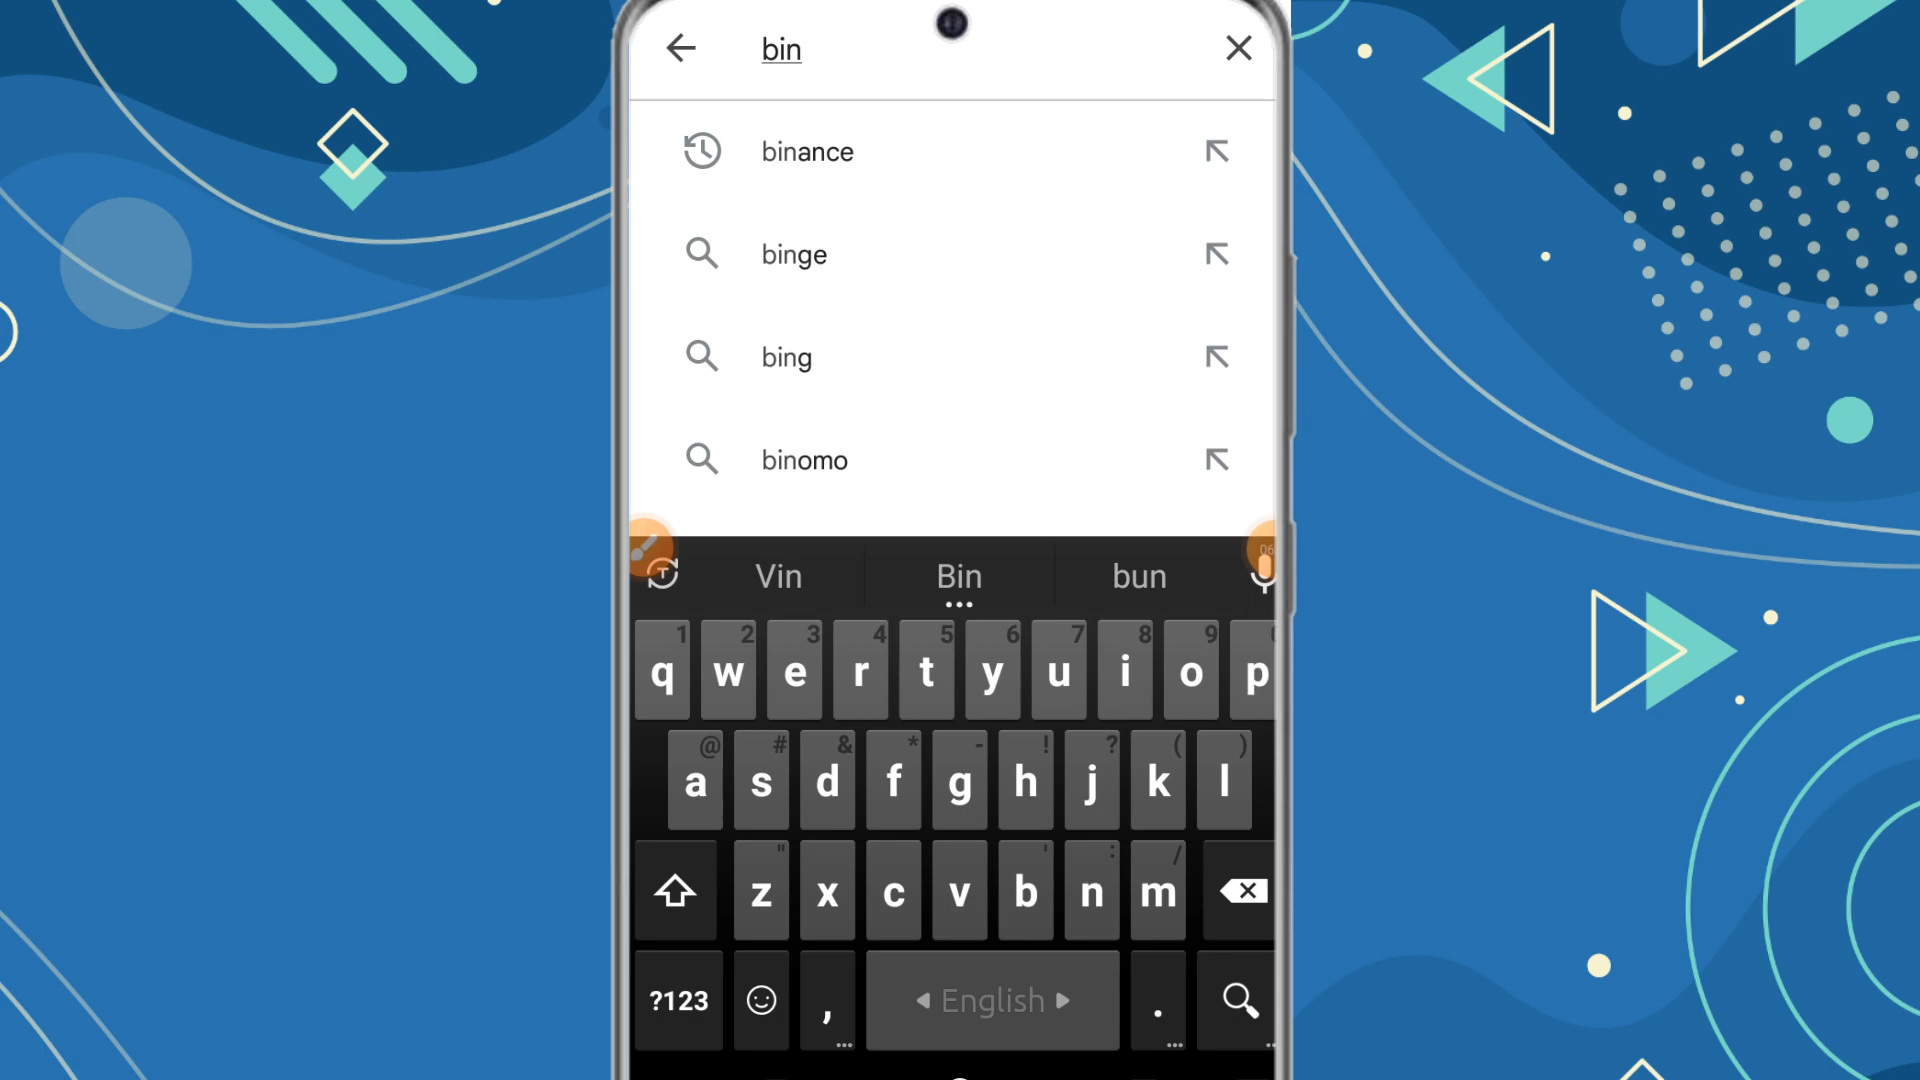 bin
binance
binge
bing
binomo
06
Vin Bin bun
1 2 3 4 5 6 7 8 9
q w e r t y u i o p
@ # & * - ! ? ( )
a s d f g h j k l
" ' : /
z x c v b n m
?123 , English .